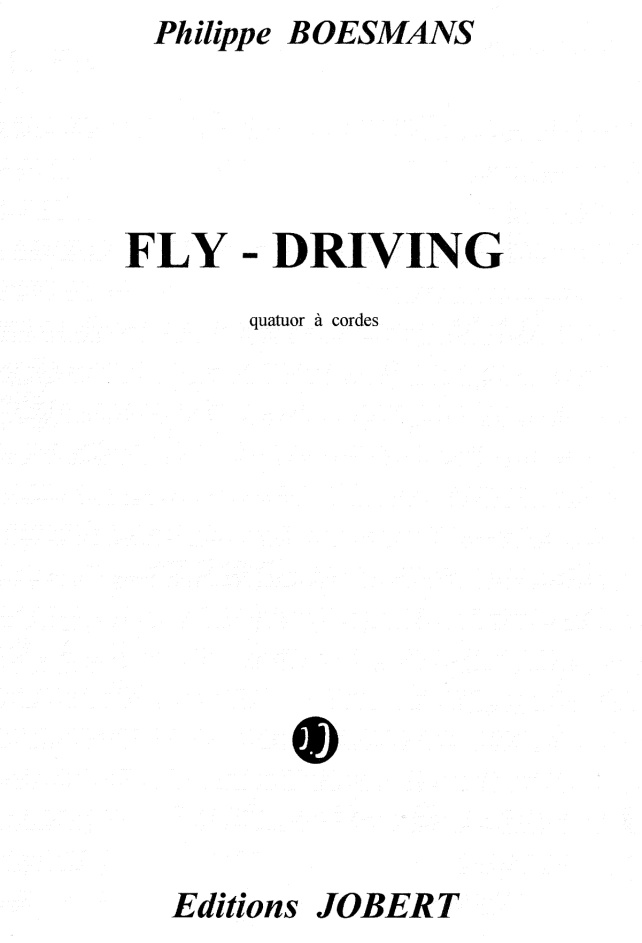 Philippe BOESMANS
FLY - DRIVING
quatuor à cordes
J.J
Editions JOBERT